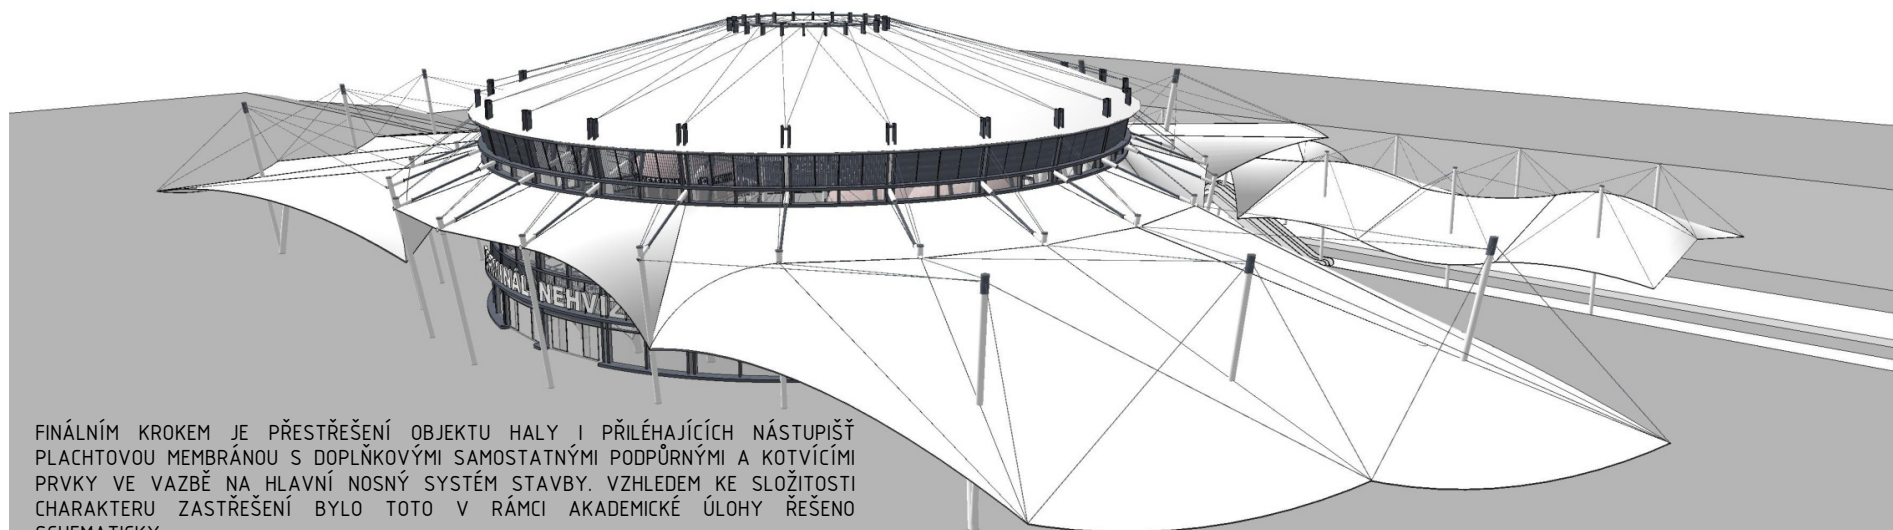 NEHVIZ
FINÁLNÍM KROKEM JE PŘESTŘEŠENÍ OBJEKTU HALY I PŘILÉHAJÍCÍCH NÁSTUPIŠŤ
PLACHTOVOU MEMBRÁNOU S DOPLŇKOVÝMI SAMOSTATNÝMI PODPŮRNÝMI A KOTVÍCÍMI
PRVKY VE VAZBĚ NA HLAVNÍ NOSNÝ SYSTÉM STAVBY. VZHLEDEM KE SLOŽITOSTI
CHARAKTERU ZASTŘEŠENÍ BYLO TOTO V RÁMCI AKADEMICKÉ ÚLOHY ŘEŠENO